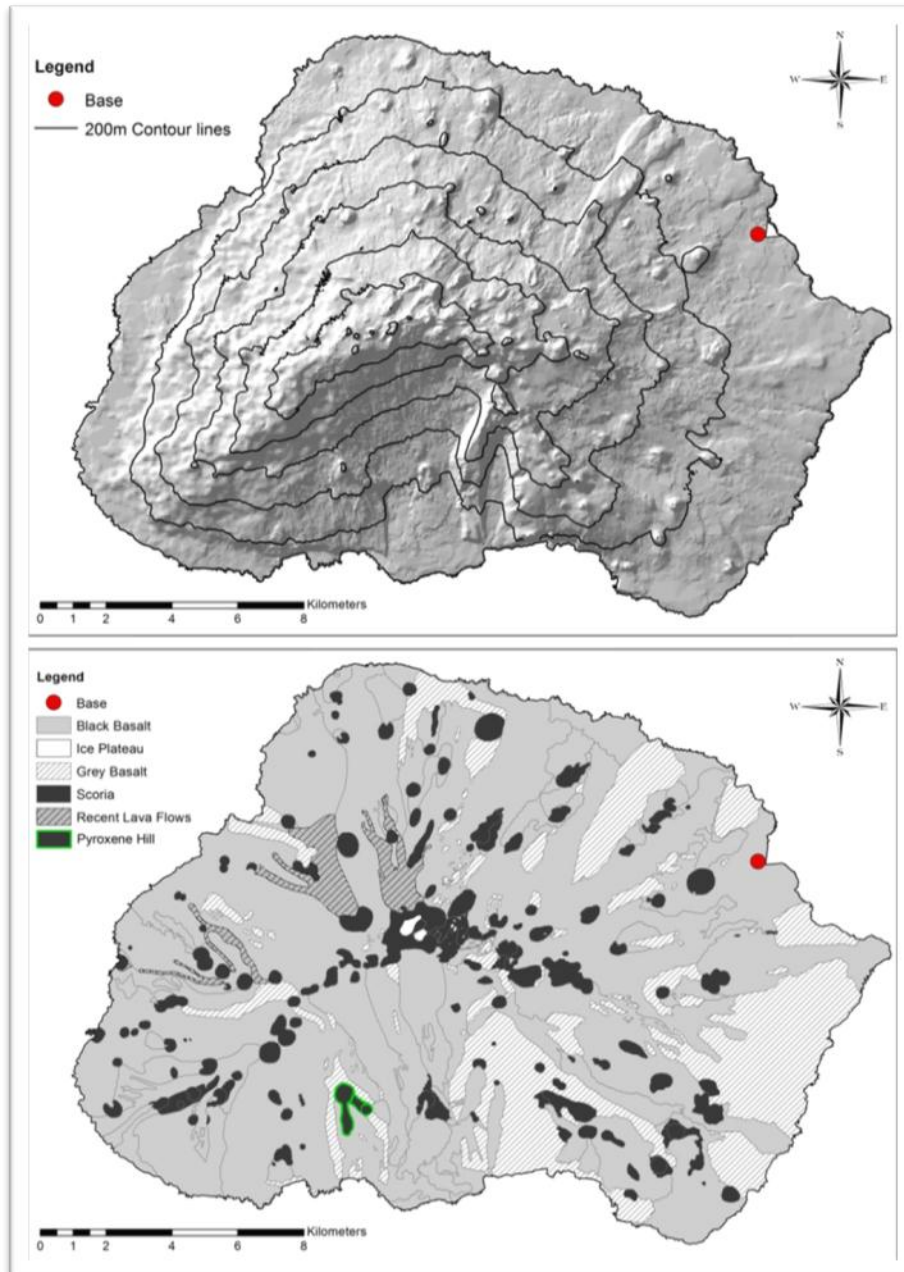 N
Legend
Base
W E
200m Contour lines
S
0 1 2 4 6 8 Kilometers
N
Legend
Base
W E
Black Basalt
Ice Plateau
S
Grey Basalt
Scoria
Recent Lava Flows
Pyroxene Hill
0 1 2 4 6 8 Kilometers